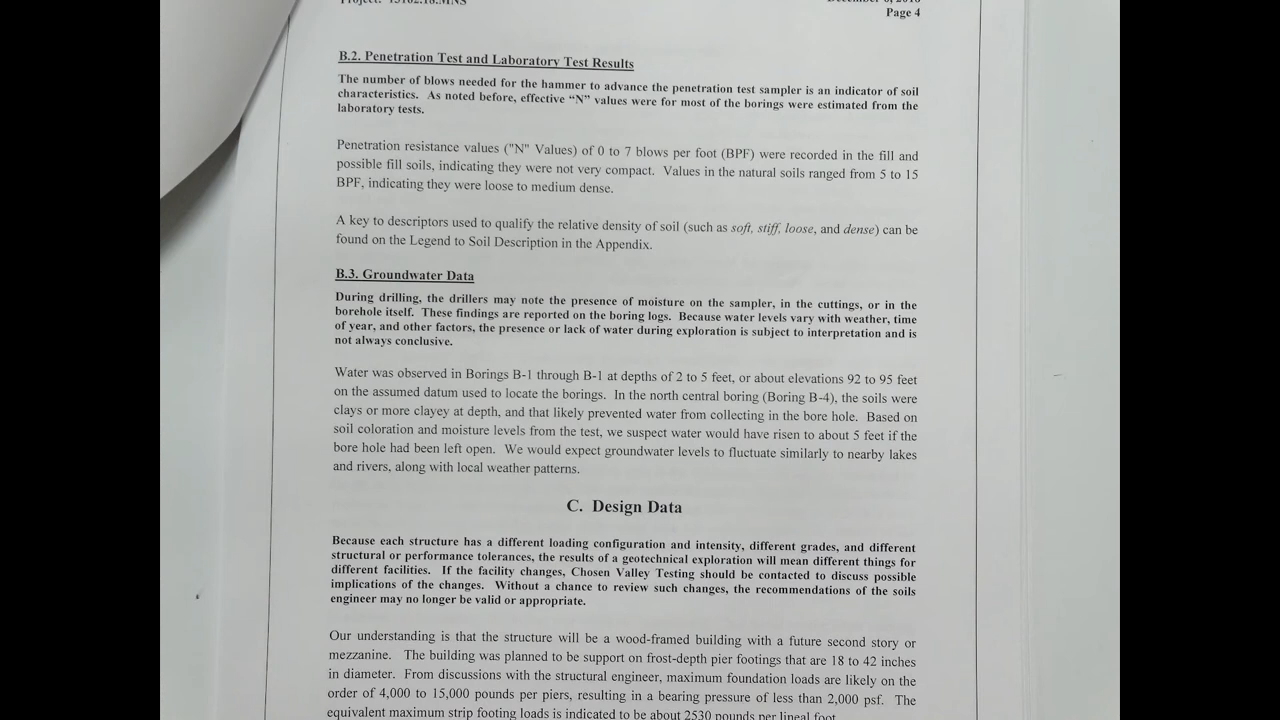 Project: 15162.18.MNS
December 6, 2018
Page 4
B.2. Penetration Test and Laboratory Test Results
The number of blows needed for the hammer to advance the penetration test sampler is an indicator of soil
characteristics. As noted before, effective “N” values were for most of the borings were estimated from the
laboratory tests.
Penetration resistance values ("N" Values) of 0 to 7 blows per foot (BPF) were recorded in the fill and
possible fill soils, indicating they were not very compact. Values in the natural soils ranged from 5 to 15
BPF, indicating they were loose to medium dense.
A key to descriptors used to qualify the relative density of soil (such as soft, stiff, loose, and dense) can be
found on the Legend to Soil Description in the Appendix.
B.3. Groundwater Data
During drilling, the drillers may note the presence of moisture on the sampler, in the cuttings, or in the
borehole itself. These findings are reported on the boring logs. Because water levels vary with weather, time
of year, and other factors, the presence or lack of water during exploration is subject to interpretation and is
not always conclusive.
Water was observed in Borings B-1 through B-1 at depths of 2 to 5 feet, or about elevations 92 to 95 feet
on the assumed datum used to locate the borings. In the north central boring (Boring B-4), the soils were
clays or more clayey at depth, and that likely prevented water from collecting in the bore hole. Based on
soil coloration and moisture levels from the test, we suspect water would have risen to about 5 feet if the
bore hole had been left open. We would expect groundwater levels to fluctuate similarly to nearby lakes
and rivers, along with local weather patterns.
C. Design Data
Because each structure has a different loading configuration and intensity, different grades, and different
structural or performance tolerances, the results of a geotechnical exploration will mean different things for
different facilities. If the facility changes, Chosen Valley Testing should be contacted to discuss possible
implications of the changes. Without a chance to review such changes, the recommendations of the soils
engineer may no longer be valid or appropriate.
Our understanding is that the structure will be a wood-framed building with a future second story or
mezzanine. The building was planned to be support on frost-depth pier footings that are 18 to 42 inches
in diameter. From discussions with the structural engineer, maximum foundation loads are likely on the
order of 4,000 to 15,000 pounds per piers, resulting in a bearing pressure of less than 2,000 psf. The
equivalent maximum strip footing loads is indicated to be about 2530 pounds per lineal foot.